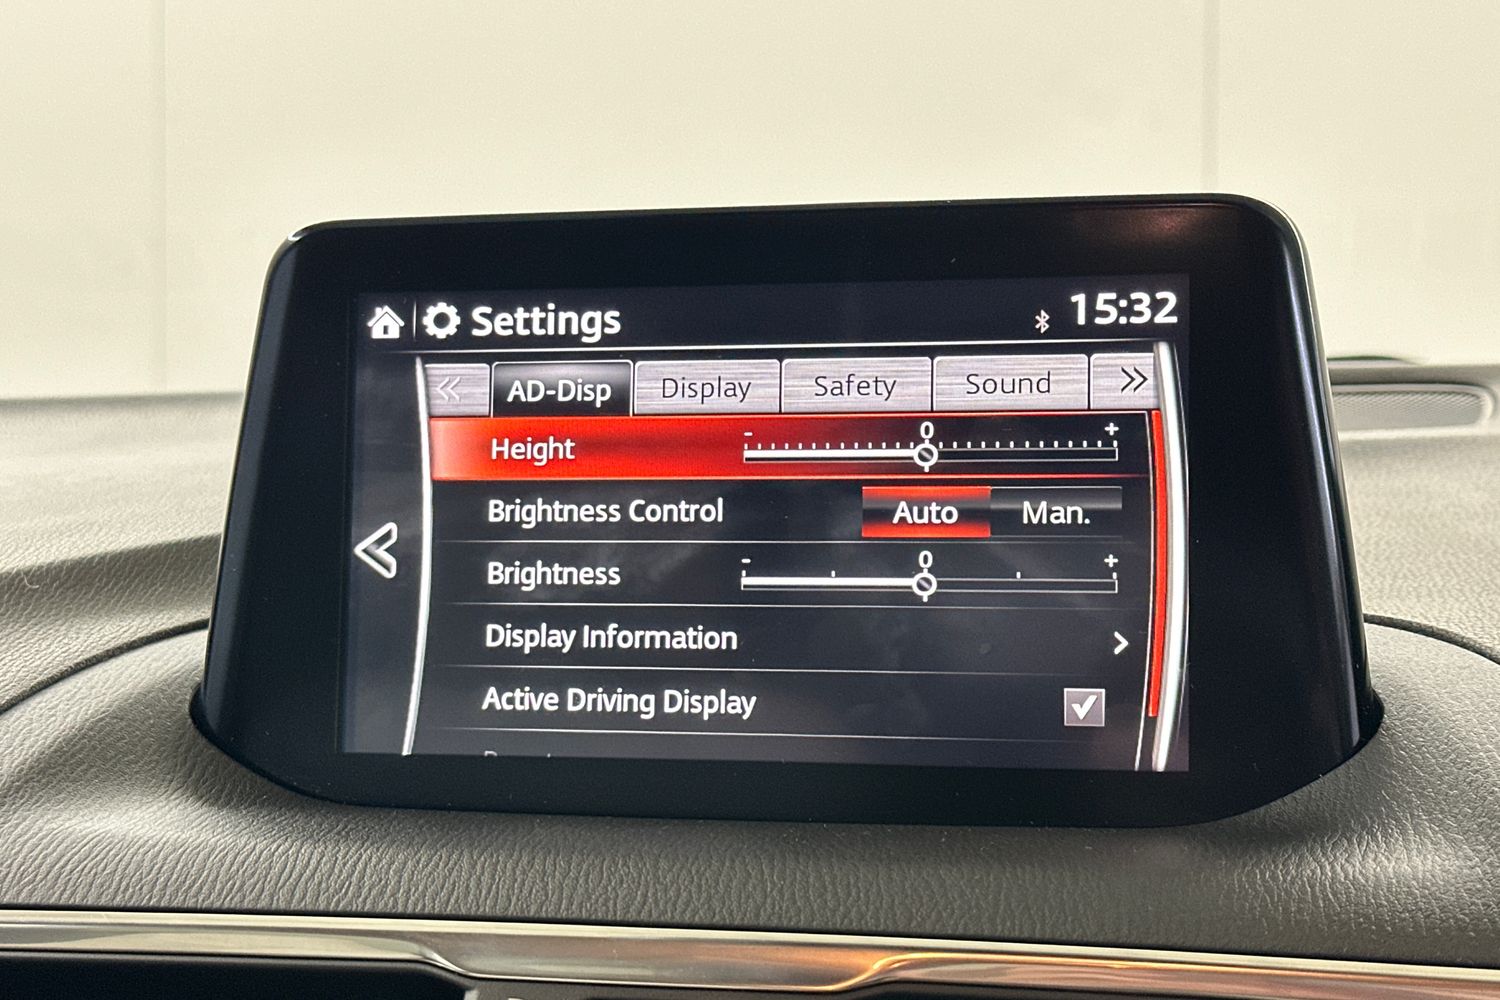 Settings 15:32
AD-Disp Display Safety Sound
Height - 0 +
Brightness Control Auto Man.
Brightness - 0 +
Display Information
Active Driving Display